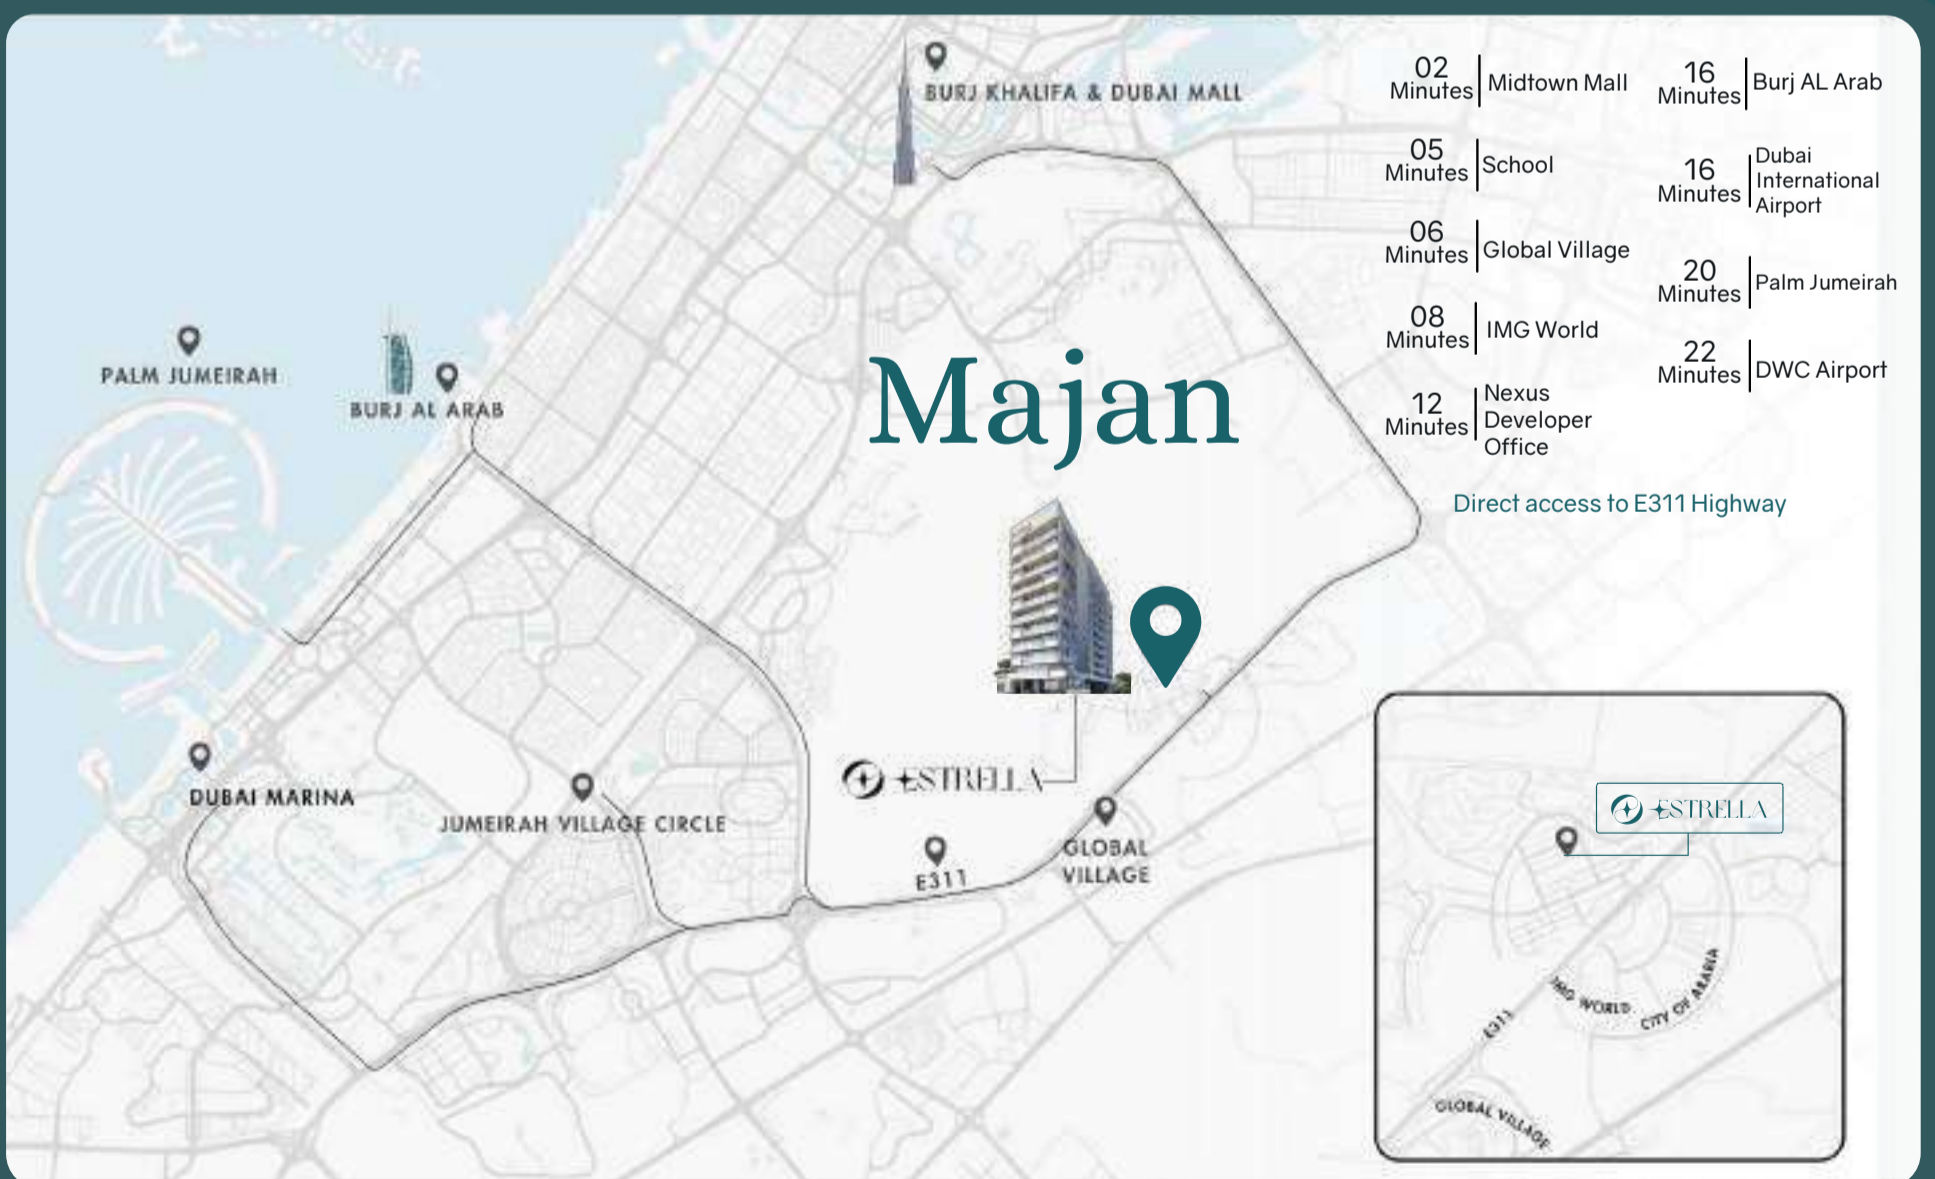 BURJ KHALIFA & DUBAI MALL
PALM JUMEIRAH
BURJ AL ARAB
Majan
ESTRELLA
DUBAI MARINA
JUMEIRAH VILLAGE CIRCLE
E311
GLOBAL
VILLAGE
02
Minutes
Midtown Mall
05
Minutes
School
06
Minutes
Global Village
08
Minutes
IMG World
12
Minutes
Nexus
Developer
Office
16
Minutes
Burj AL Arab
16
Minutes
Dubai
International
Airport
20
Minutes
Palm Jumeirah
22
Minutes
DWC Airport
Direct access to E311 Highway
ESTRELLA
IMG WORLD
CITY OF ARABIA
E311
GLOBAL VILLAGE